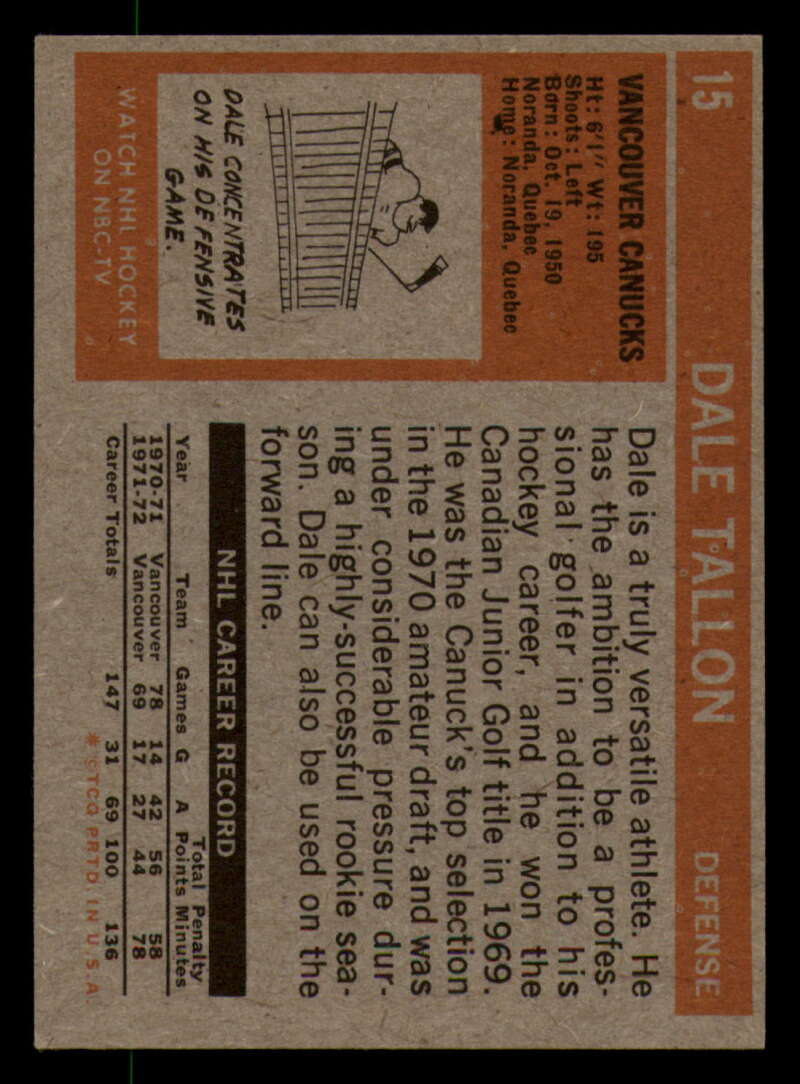 15 DALE TALLON DEFENSE
VANCOUVER CANUCKS
Ht: 6'1" Wt: 195
Shoots: Left
Born: Oct. 19, 1950
Noranda, Quebec
Home: Noranda, Quebec
DALE CONCENTRATES
ON HIS DEFENSIVE
GAME.
WATCH NHL HOCKEY
ON NBC-TV
Dale is a truly versatile athlete. He
has the ambition to be a profes-
sional golfer in addition to his
hockey career, and he won the
Canadian Junior Golf title in 1969.
He was the Canuck's top selection
in the 1970 amateur draft, and was
under considerable pressure dur-
ing a highly-successful rookie sea-
son. Dale can also be used on the
forward line.
NHL CAREER RECORD
Total Penalty
Year Team Games G A Points Minutes
1970-71 Vancouver 78 14 42 56 58
1971-72 Vancouver 69 17 27 44 78
Career Totals 147 31 69 100 136
* ©TCG PRTD. IN U.S.A.